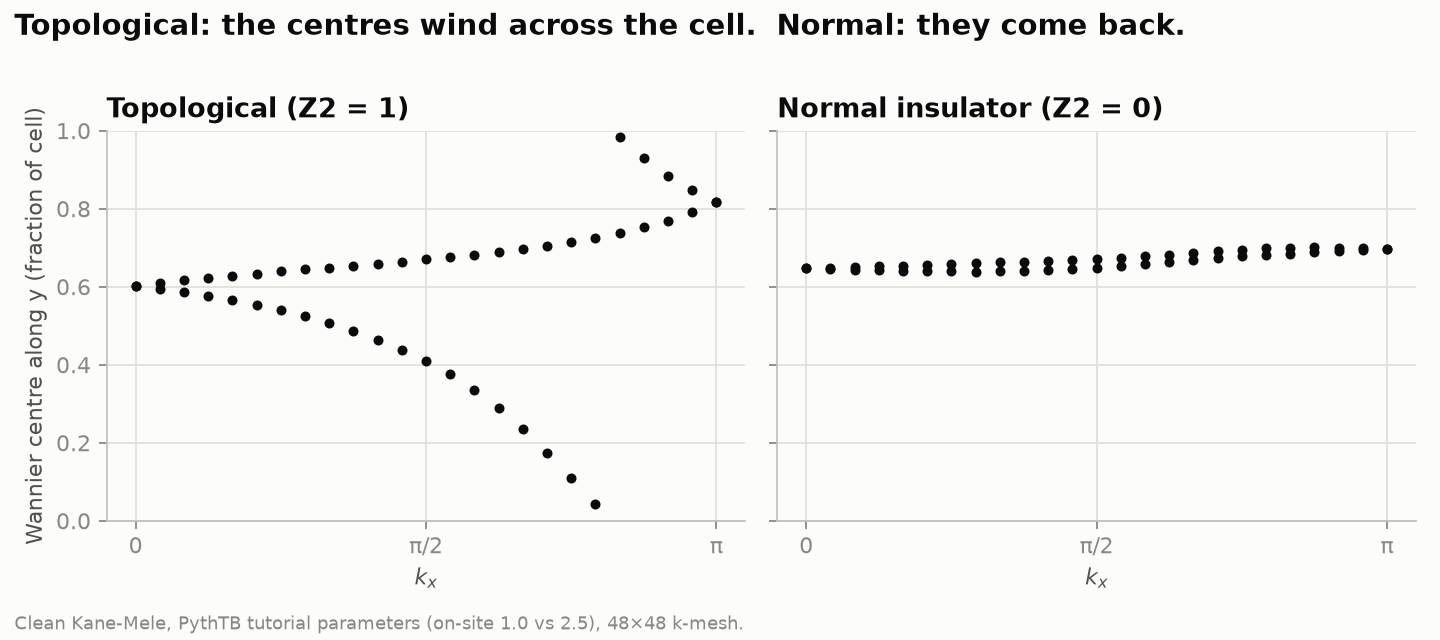 Topological: the centres wind across the cell.  Normal: they come back.
Topological (Z2 = 1)
Wannier centre along y (fraction of cell)
1.0
0.8
0.6
0.4
0.2
0.0
0
π/2
π
kx
Normal insulator (Z2 = 0)
0
π/2
π
kx
Clean Kane-Mele, PythTB tutorial parameters (on-site 1.0 vs 2.5), 48×48 k-mesh.